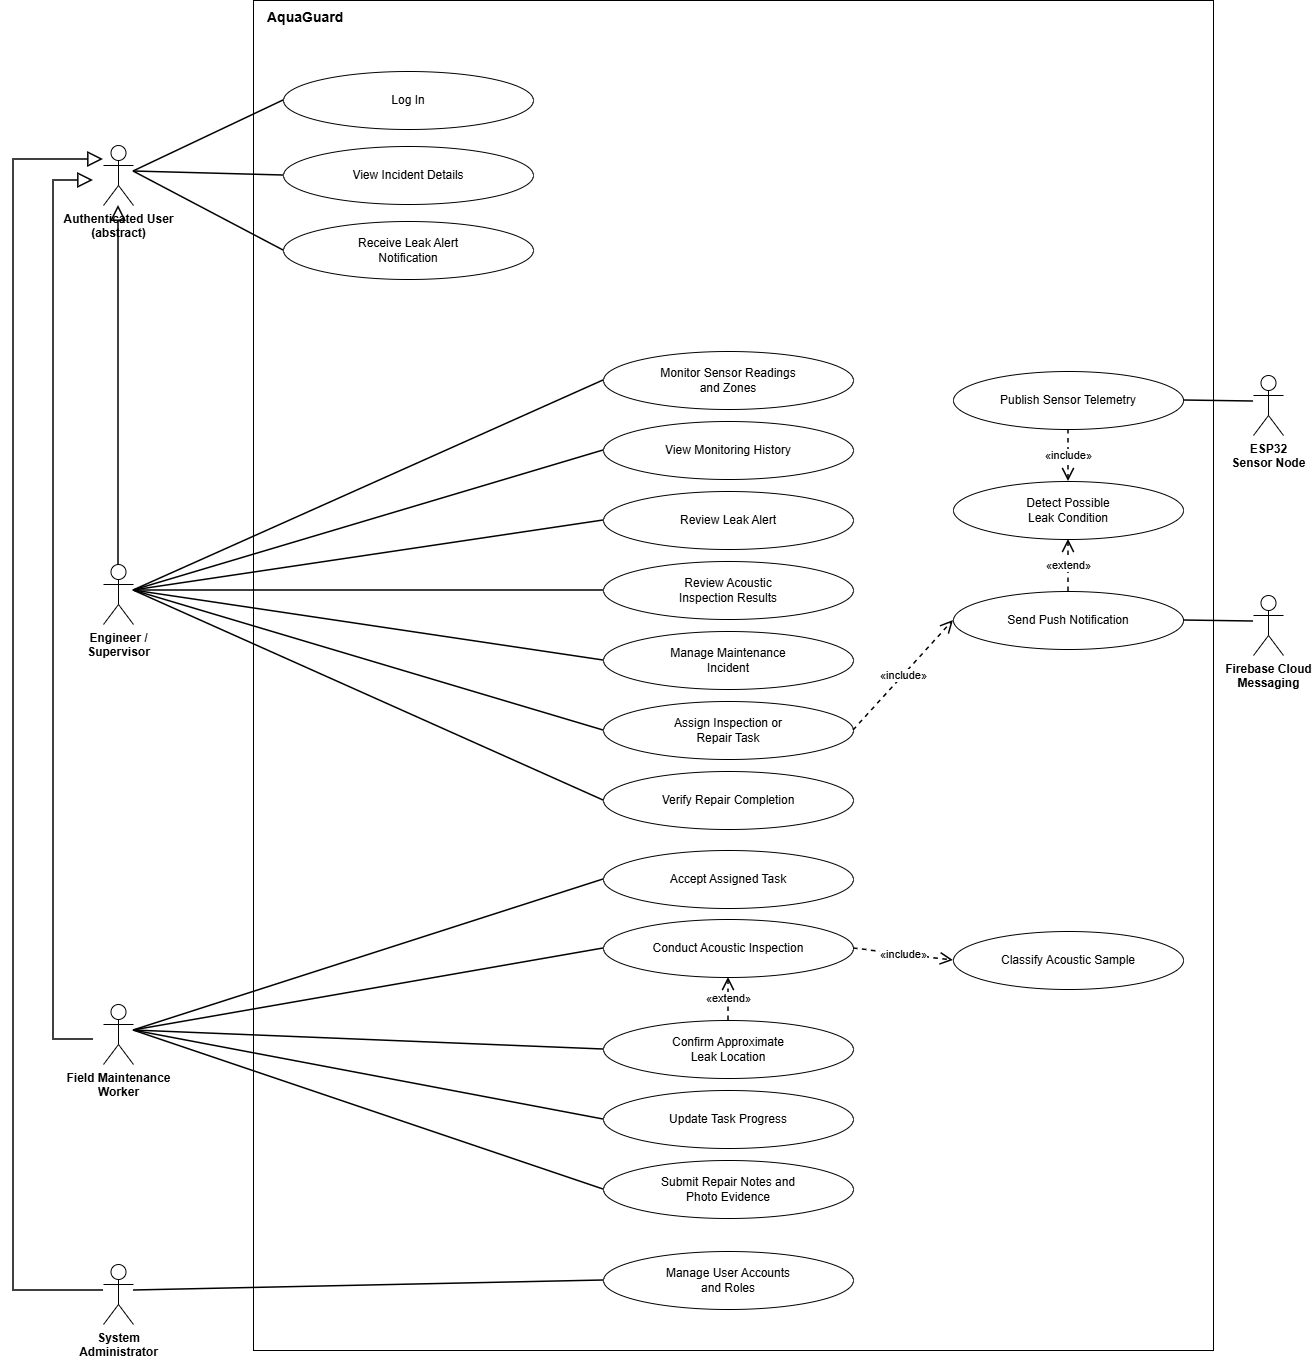 AquaGuard
Log In
View Incident Details
Receive Leak Alert
Notification
Authenticated User
(abstract)
Monitor Sensor Readings
and Zones
View Monitoring History
Review Leak Alert
Review Acoustic
Inspection Results
Manage Maintenance
Incident
Assign Inspection or
Repair Task
Verify Repair Completion
Engineer /
Supervisor
Publish Sensor Telemetry
«include»
Detect Possible
Leak Condition
«extend»
Send Push Notification
«include»
ESP32
Sensor Node
Firebase Cloud
Messaging
Accept Assigned Task
Conduct Acoustic Inspection
«include»
Classify Acoustic Sample
«extend»
Confirm Approximate
Leak Location
Update Task Progress
Submit Repair Notes and
Photo Evidence
Field Maintenance
Worker
Manage User Accounts
and Roles
System
Administrator